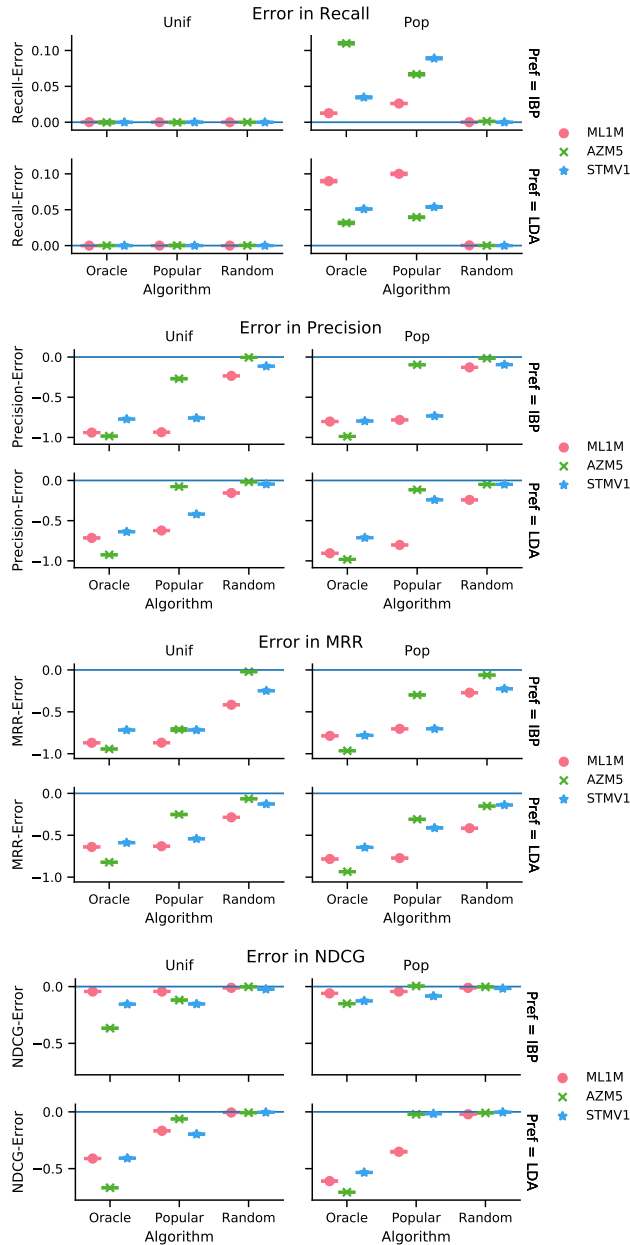 Error in Recall
Unif Pop
Recall-Error
0.10
0.05
0.00
Pref = IBP
Recall-Error
0.10
0.05
0.00
Pref = LDA
Oracle Popular Random Oracle Popular Random
Algorithm Algorithm
ML1M
AZM5
STMV1
Error in Precision
Unif Pop
Precision-Error
0.0
−0.5
−1.0
Pref = IBP
Precision-Error
0.0
−0.5
−1.0
Pref = LDA
Oracle Popular Random Oracle Popular Random
Algorithm Algorithm
ML1M
AZM5
STMV1
Error in MRR
Unif Pop
MRR-Error
0.0
−0.5
−1.0
Pref = IBP
MRR-Error
0.0
−0.5
−1.0
Pref = LDA
Oracle Popular Random Oracle Popular Random
Algorithm Algorithm
ML1M
AZM5
STMV1
Error in NDCG
Unif Pop
NDCG-Error
0.0
−0.5
Pref = IBP
NDCG-Error
0.0
−0.5
Pref = LDA
Oracle Popular Random Oracle Popular Random
Algorithm Algorithm
ML1M
AZM5
STMV1